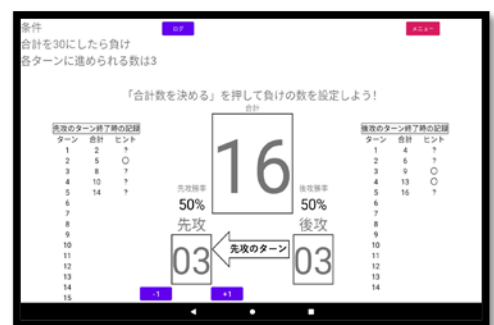 条件
ログ
メニュー
合計を30にしたら負け
各ターンに進められる数は3
「合計数を決める」を押して負けの数を設定しよう！
合計
16
先攻のターン終了時の記録
ターン 合計 ヒント
1 2 ?
2 5 〇
3 8 ?
4 10 ?
5 14 ?
6
7
8
9
10
11
12
13
14
15
後攻のターン終了時の記録
ターン 合計 ヒント
1 4 ?
2 6 ?
3 9 〇
4 13 〇
5 16 ?
6
7
8
9
10
11
12
13
14
先攻勝率
50%
後攻勝率
50%
先攻
後攻
03
先攻のターン
03
-1
+1